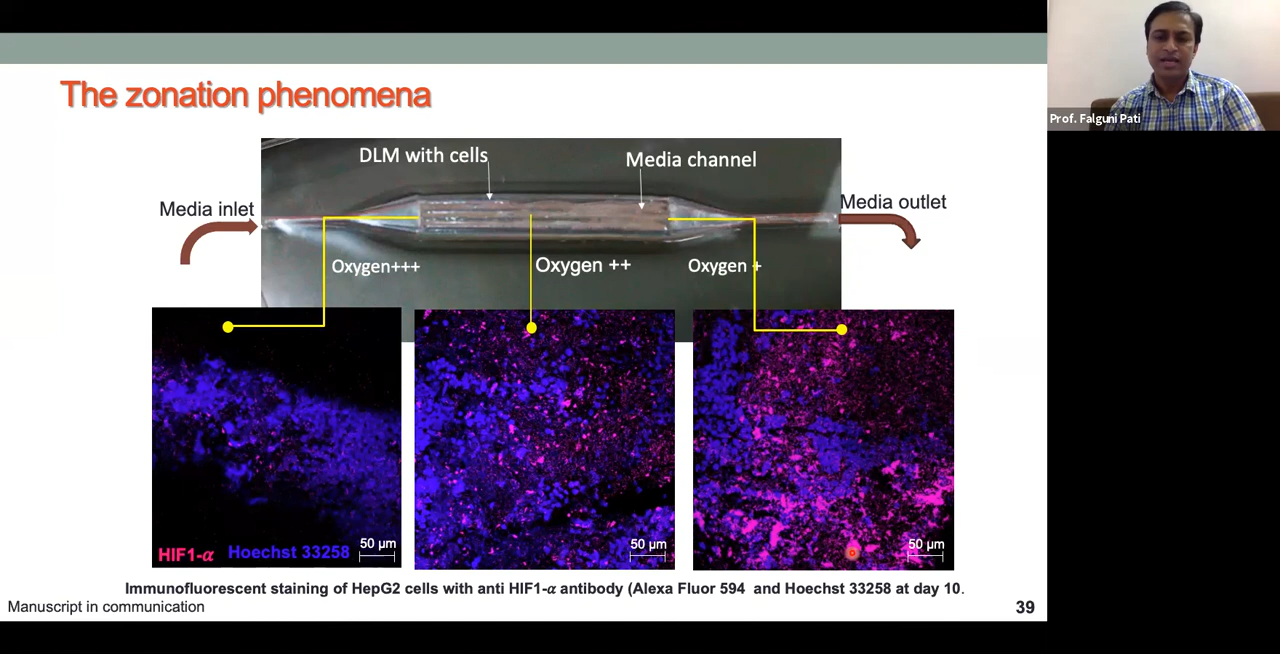 The zonation phenomena
Prof. Falguni Pati
DLM with cells
Media channel
Media inlet
Media outlet
Oxygen+++
Oxygen ++
Oxygen +
HIF1-α Hoechst 33258
50 µm
50 µm
50 µm
Immunofluorescent staining of HepG2 cells with anti HIF1-α antibody (Alexa Fluor 594 and Hoechst 33258 at day 10.
Manuscript in communication
39